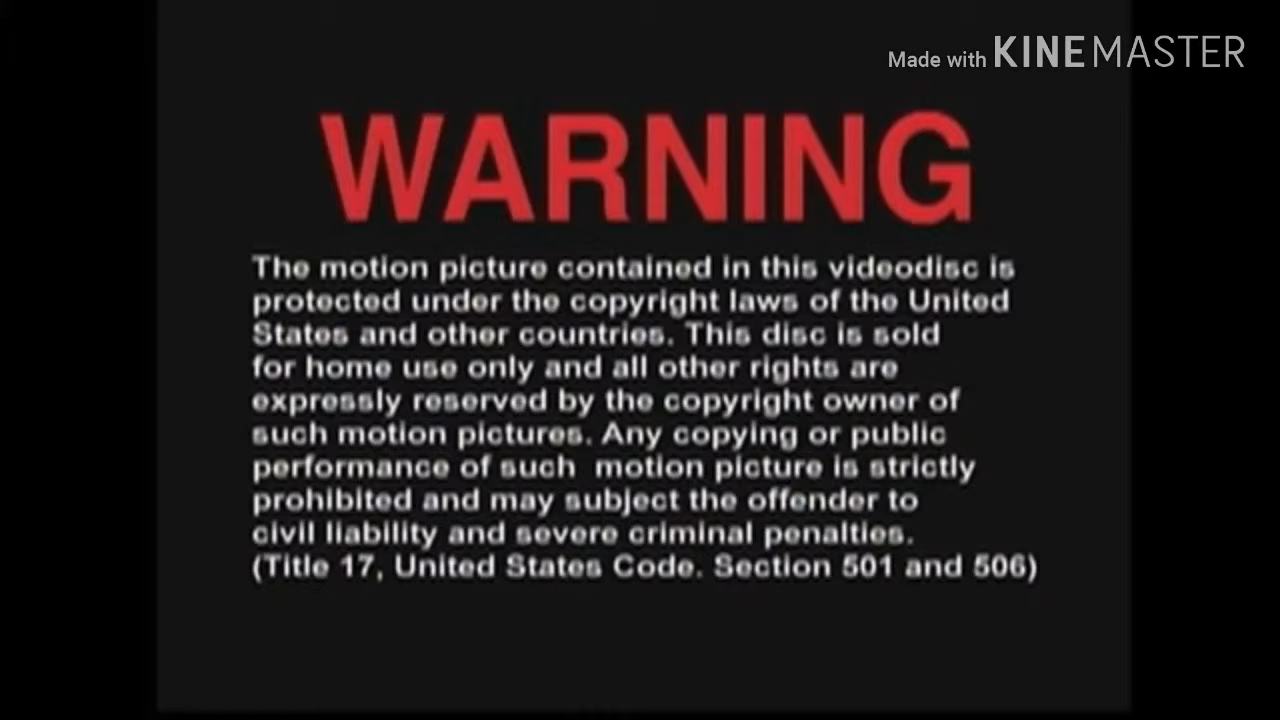 Made with KINEMASTER
WARNING
The motion picture contained in this videodisc is
protected under the copyright laws of the United
States and other countries. This disc is sold
for home use only and all other rights are
expressly reserved by the copyright owner of
such motion pictures. Any copying or public
performance of such motion picture is strictly
prohibited and may subject the offender to
civil liability and severe criminal penalties.
(Title 17, United States Code. Section 501 and 506)